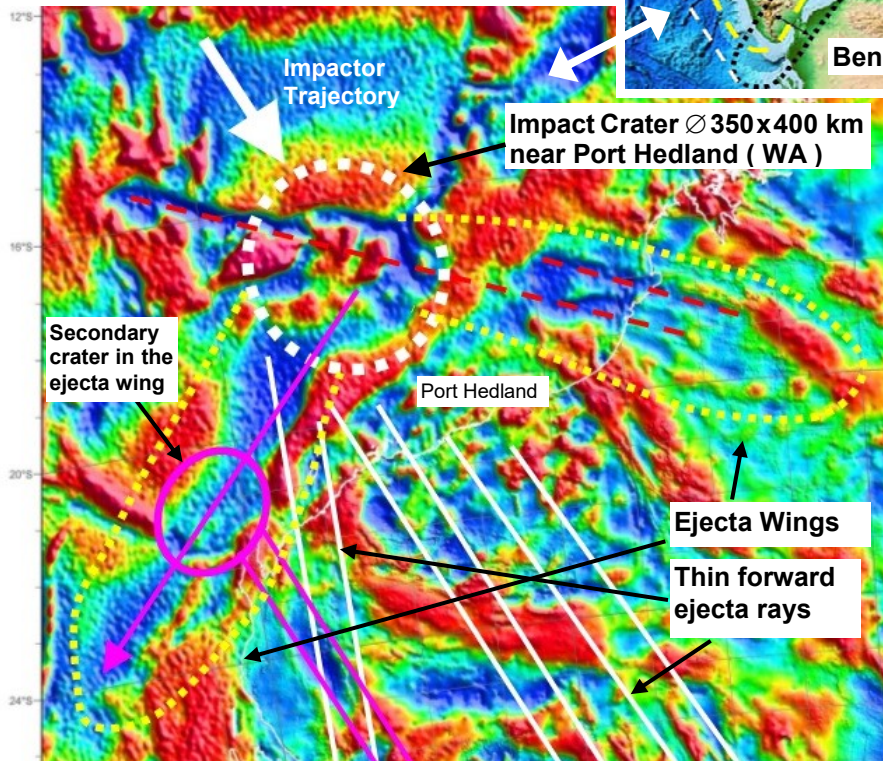 12°S
Ben
Impactor
Trajectory
Impact Crater ∅ 350x400 km
near Port Hedland ( WA )
16°S
Secondary
crater in the
ejecta wing
Port Hedland
20°S
Ejecta Wings
Thin forward
ejecta rays
24°S